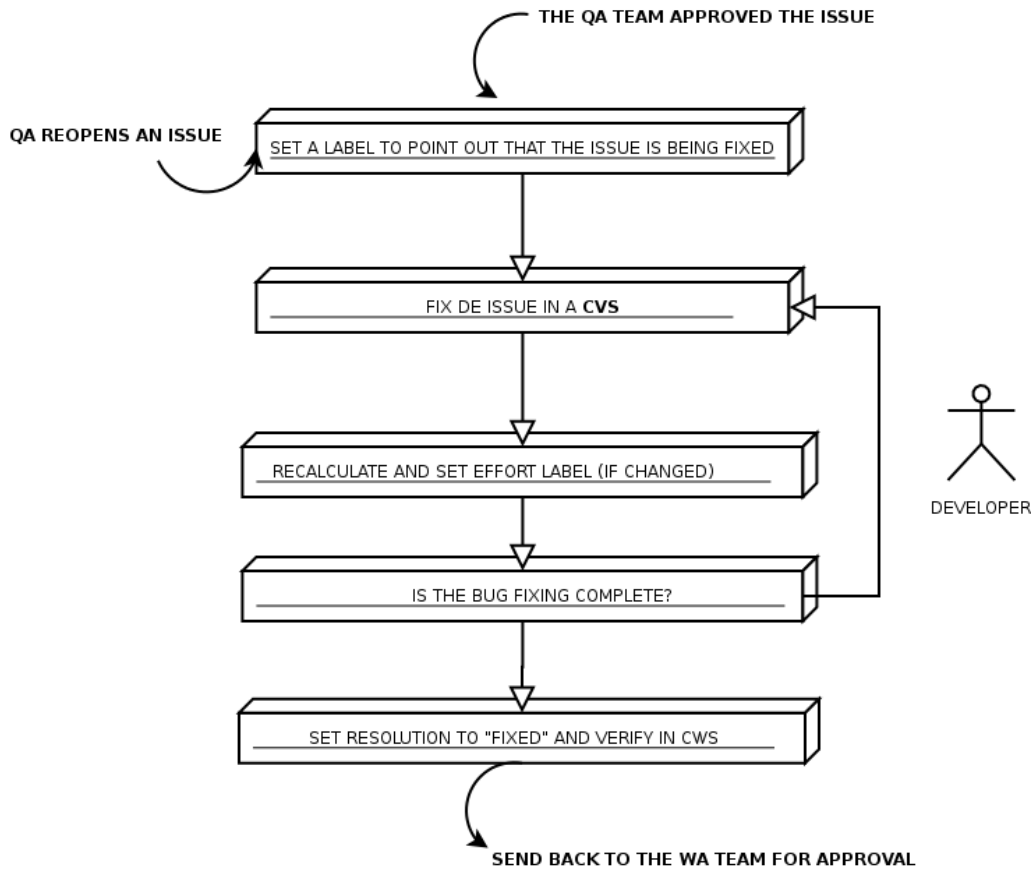 THE QA TEAM APPROVED THE ISSUE
QA REOPENS AN ISSUE
SET A LABEL TO POINT OUT THAT THE ISSUE IS BEING FIXED
FIX DE ISSUE IN A CVS
RECALCULATE AND SET EFFORT LABEL (IF CHANGED)
DEVELOPER
IS THE BUG FIXING COMPLETE?
SET RESOLUTION TO "FIXED" AND VERIFY IN CWS
SEND BACK TO THE WA TEAM FOR APPROVAL